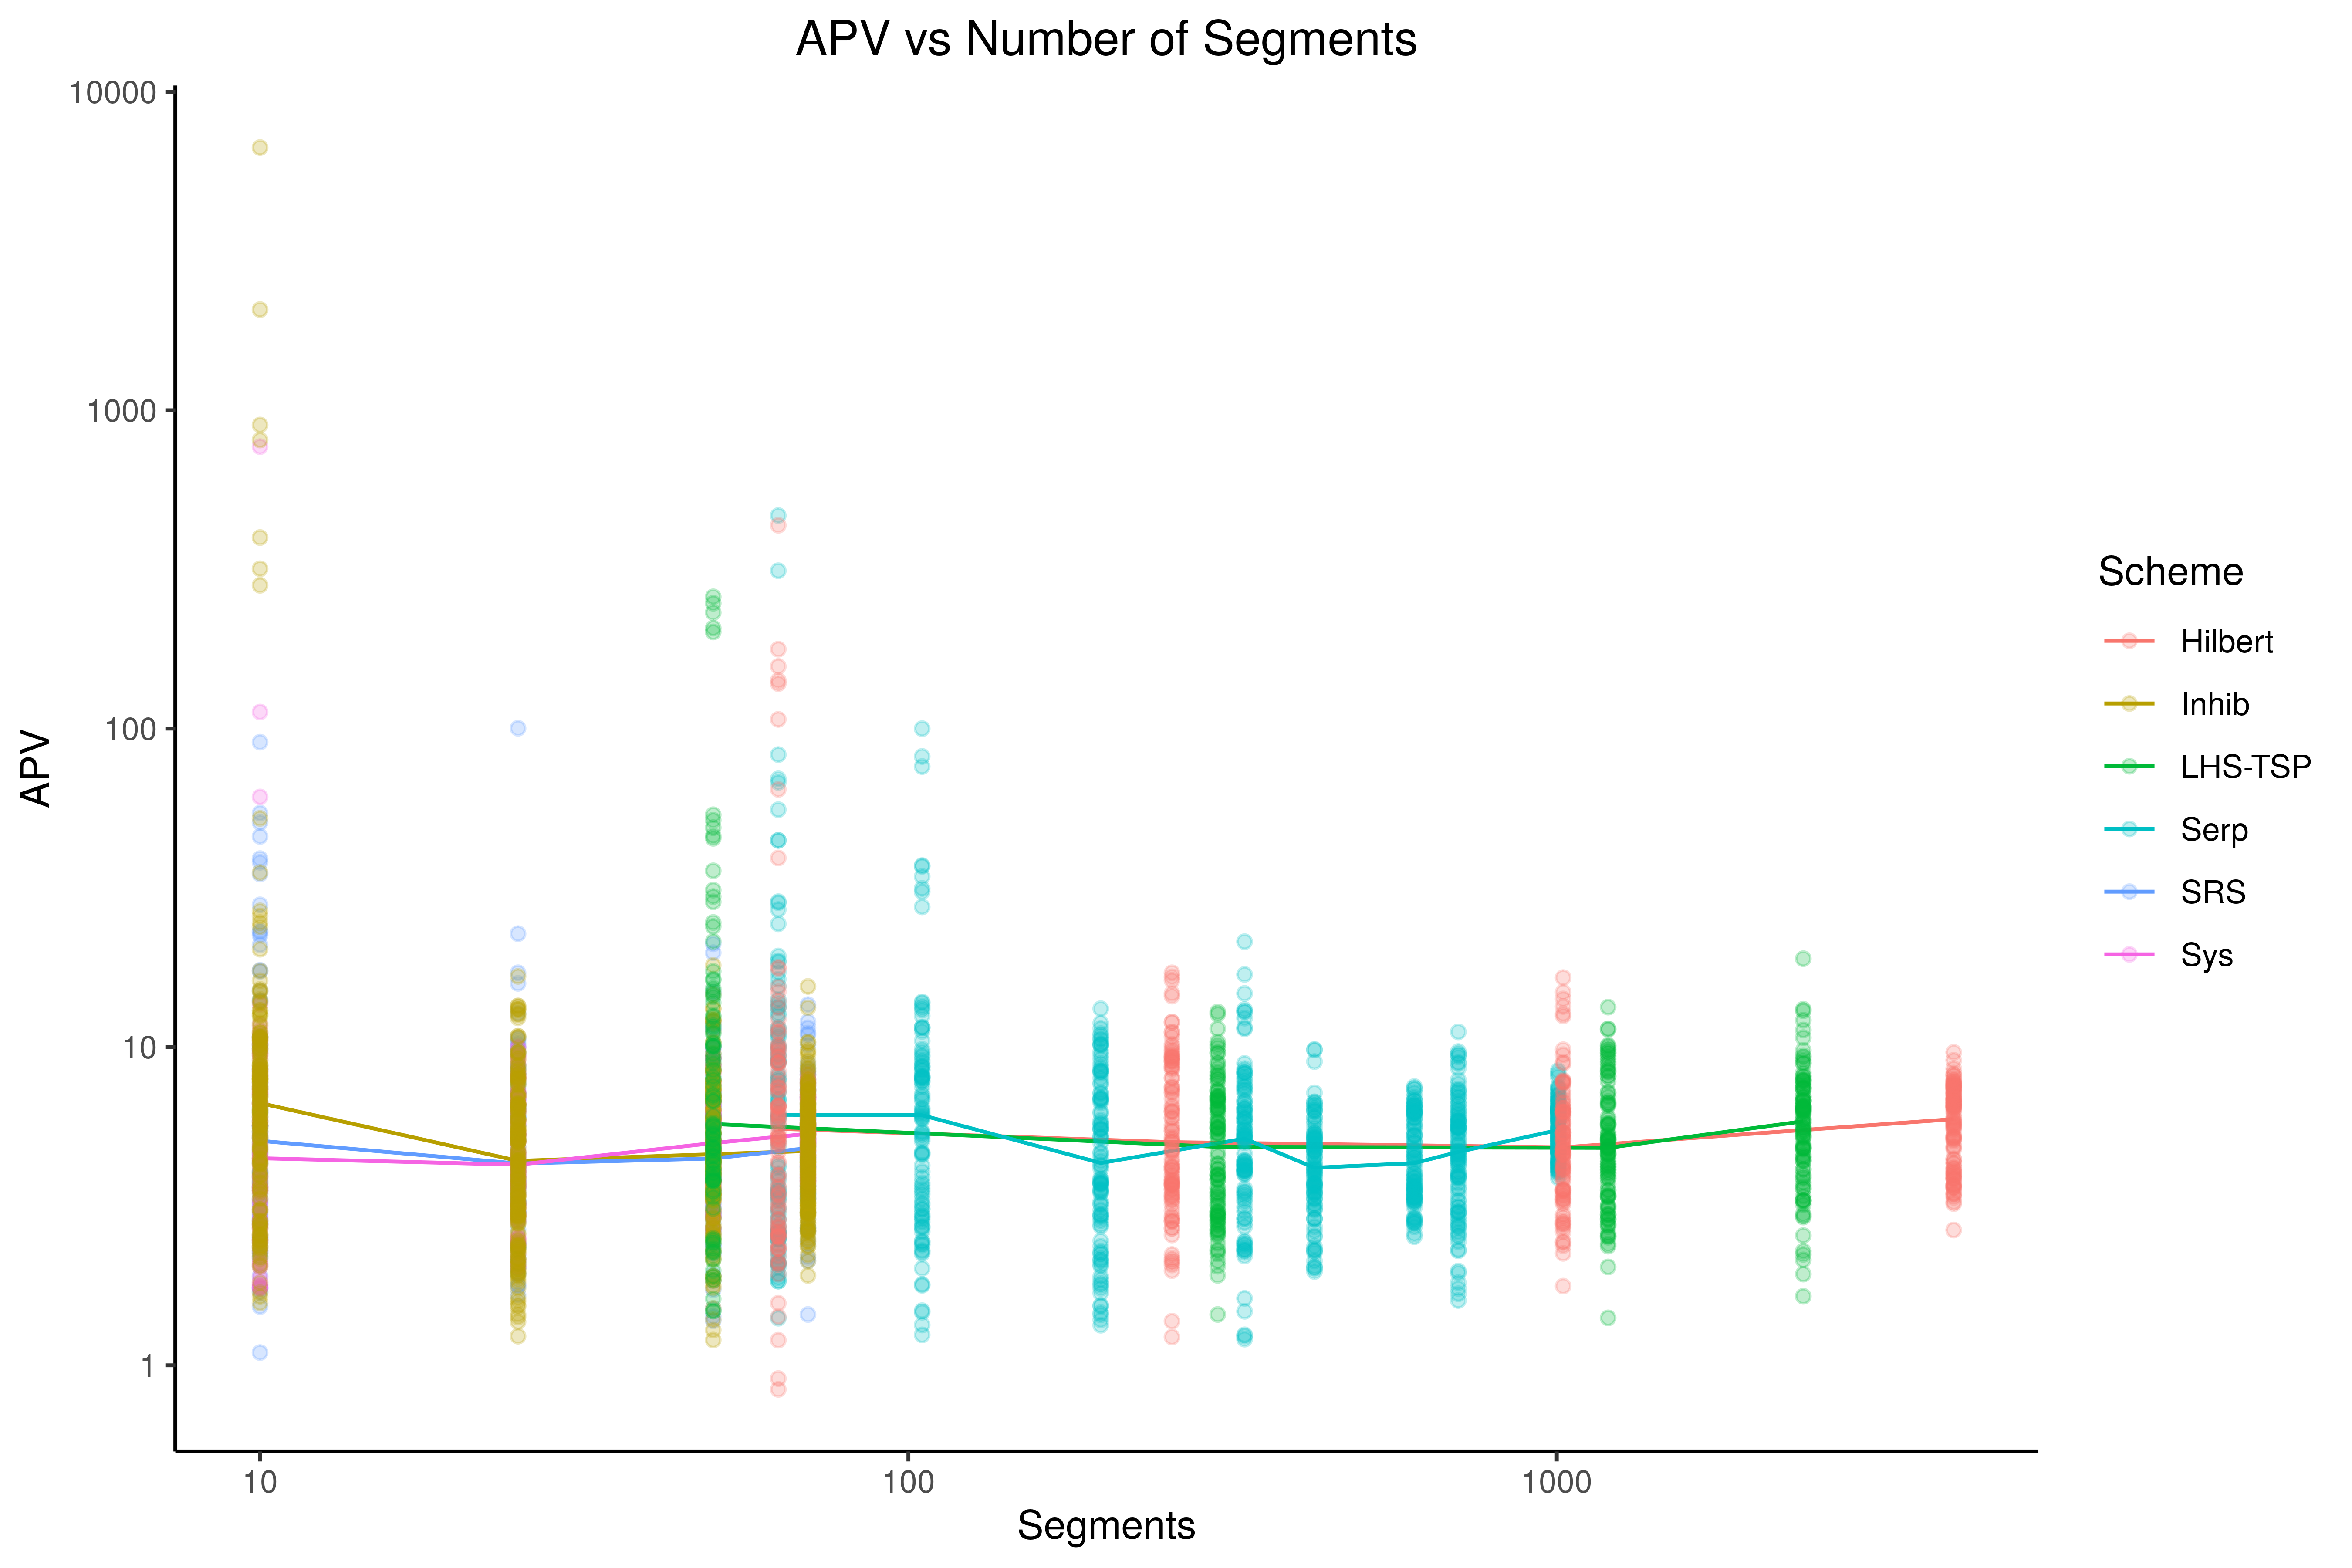 APV vs Number of Segments
10000
1000
100
10
1
APV
10
100
1000
Segments
Scheme
Hilbert
Inhib
LHS-TSP
Serp
SRS
Sys